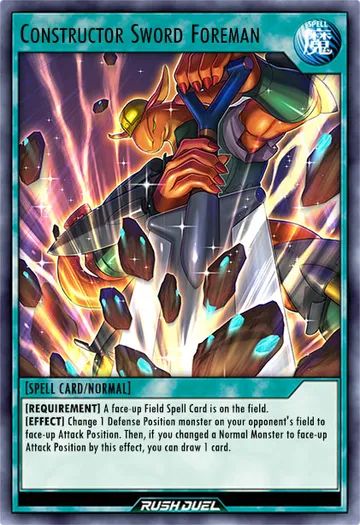 CONSTRUCTOR SWORD FOREMAN
SPELL
魔
[SPELL CARD/NORMAL]
[REQUIREMENT] A face-up Field Spell Card is on the field.
[EFFECT] Change 1 Defense Position monster on your opponent's field to
face-up Attack Position. Then, if you changed a Normal Monster to face-up
Attack Position by this effect, you can draw 1 card.
RUSH DUEL